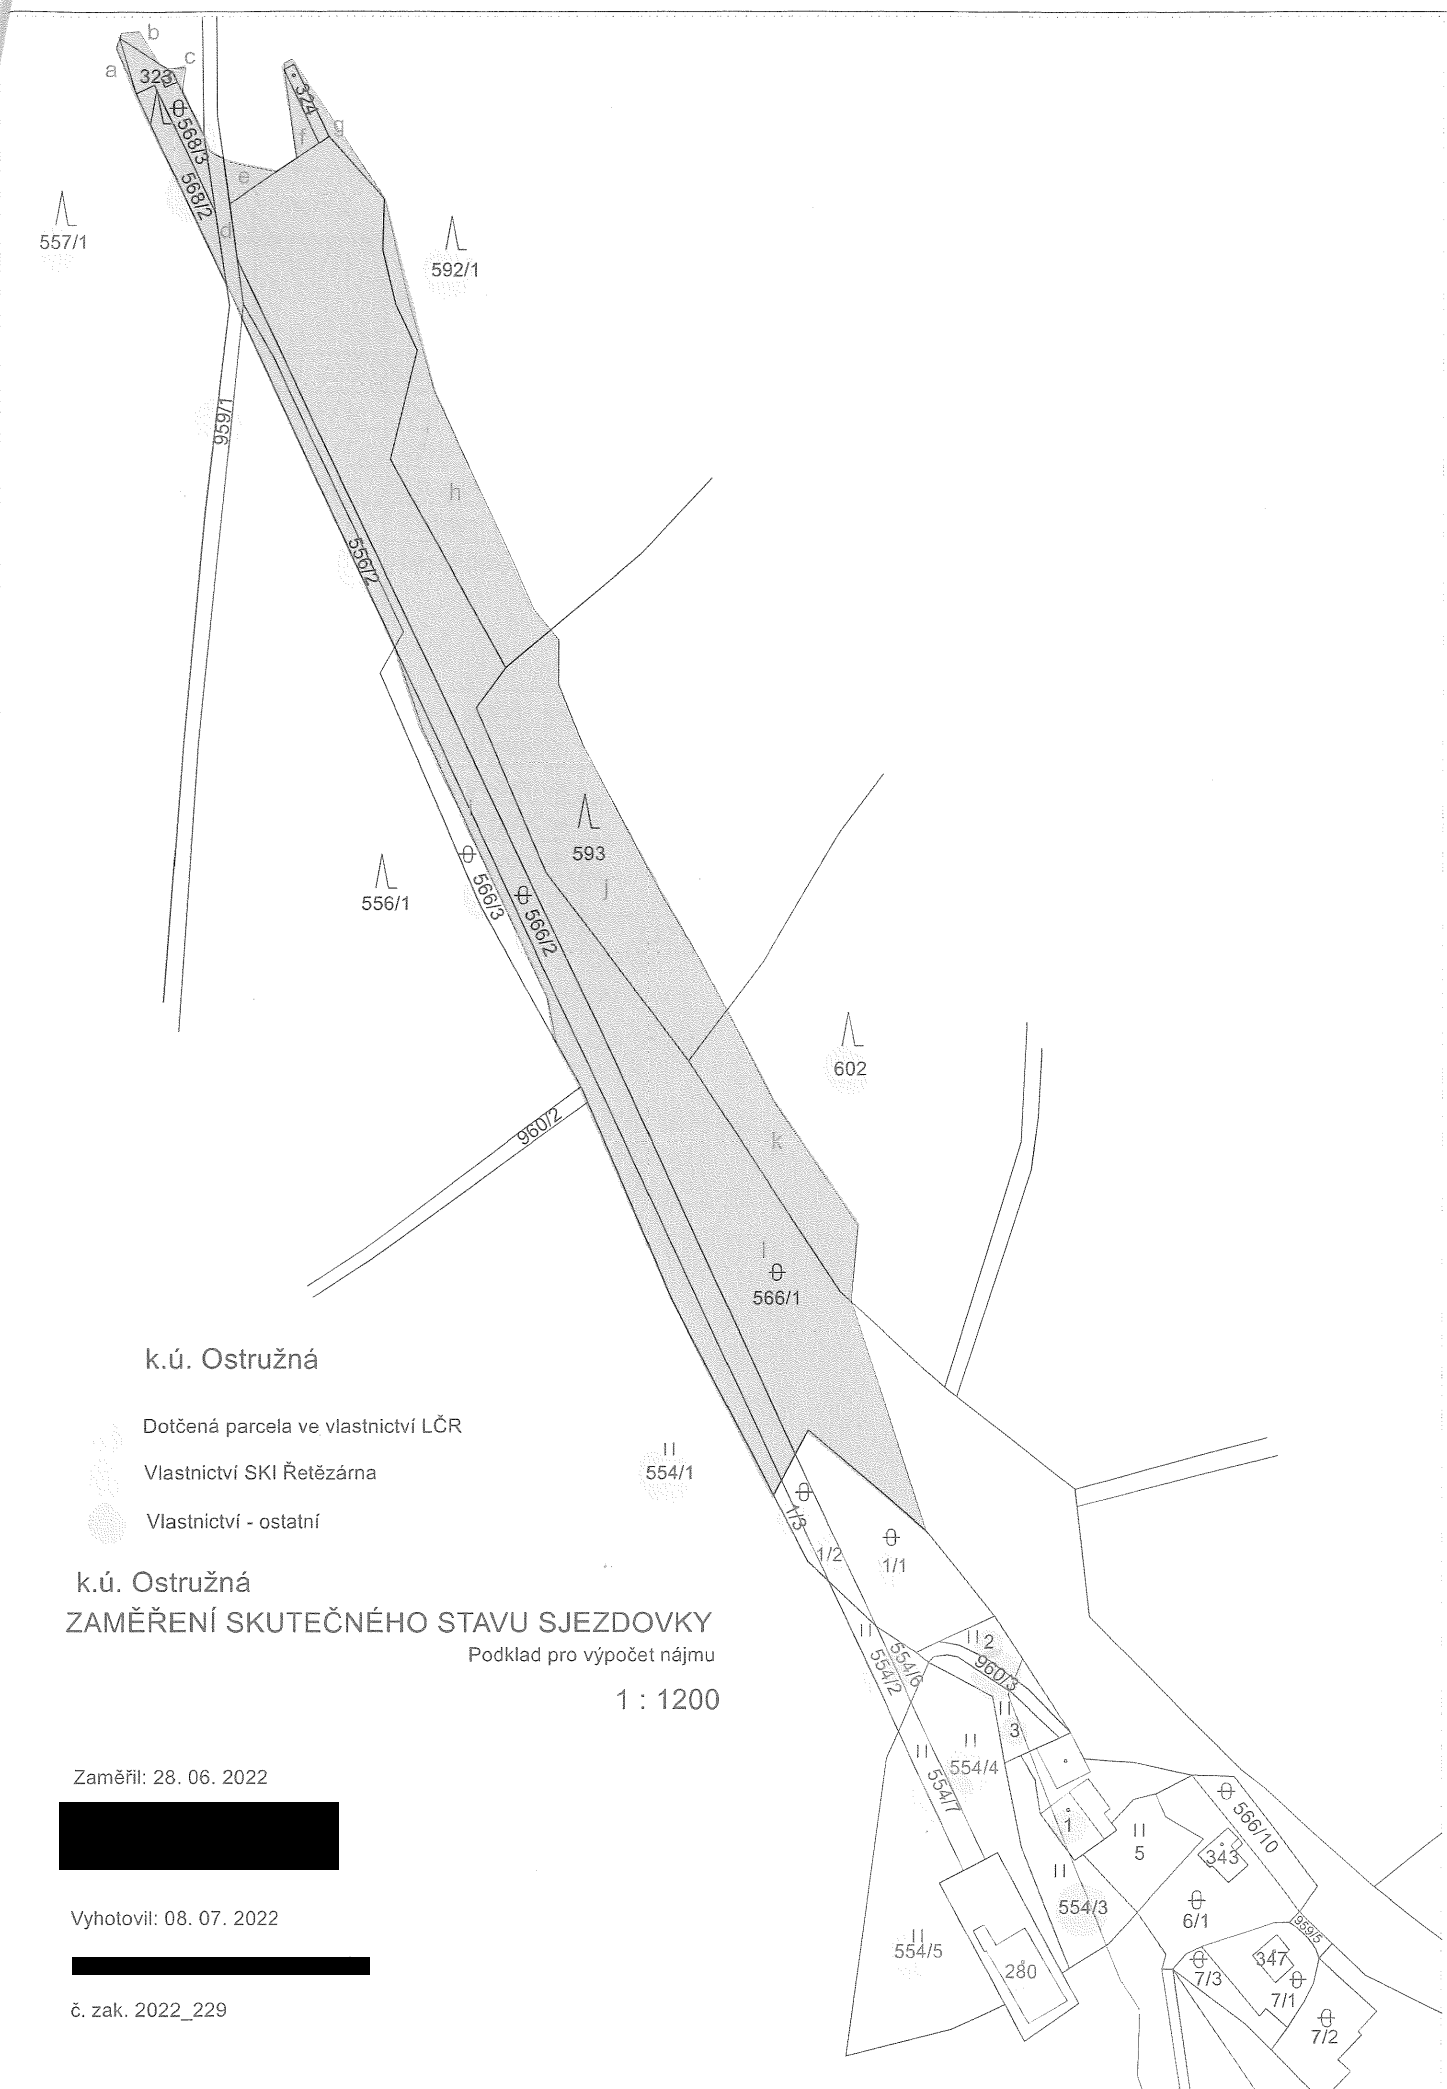 b
c
a
323
324
g
f
568/3
e
568/2
d
557/1
592/1
959/1
h
556/2
593
j
566/3
566/2
556/1
602
960/2
k
l
566/1
k.ú. Ostružná
Dotčená parcela ve vlastnictví LČR
Vlastnictví SKI Řetězárna
Vlastnictví - ostatní
554/1
1/3
1/2
1/1
k.ú. Ostružná
ZAMĚŘENÍ SKUTEČNÉHO STAVU SJEZDOVKY
Podklad pro výpočet nájmu
1 : 1200
2
554/6
554/2
960/3
3
554/4
554/7
Zaměřil: 28. 06. 2022
1
5
566/10
343
554/3
6/1
Vyhotovil: 08. 07. 2022
959/5
554/5
280
347
7/3
7/1
7/2
č. zak. 2022_229